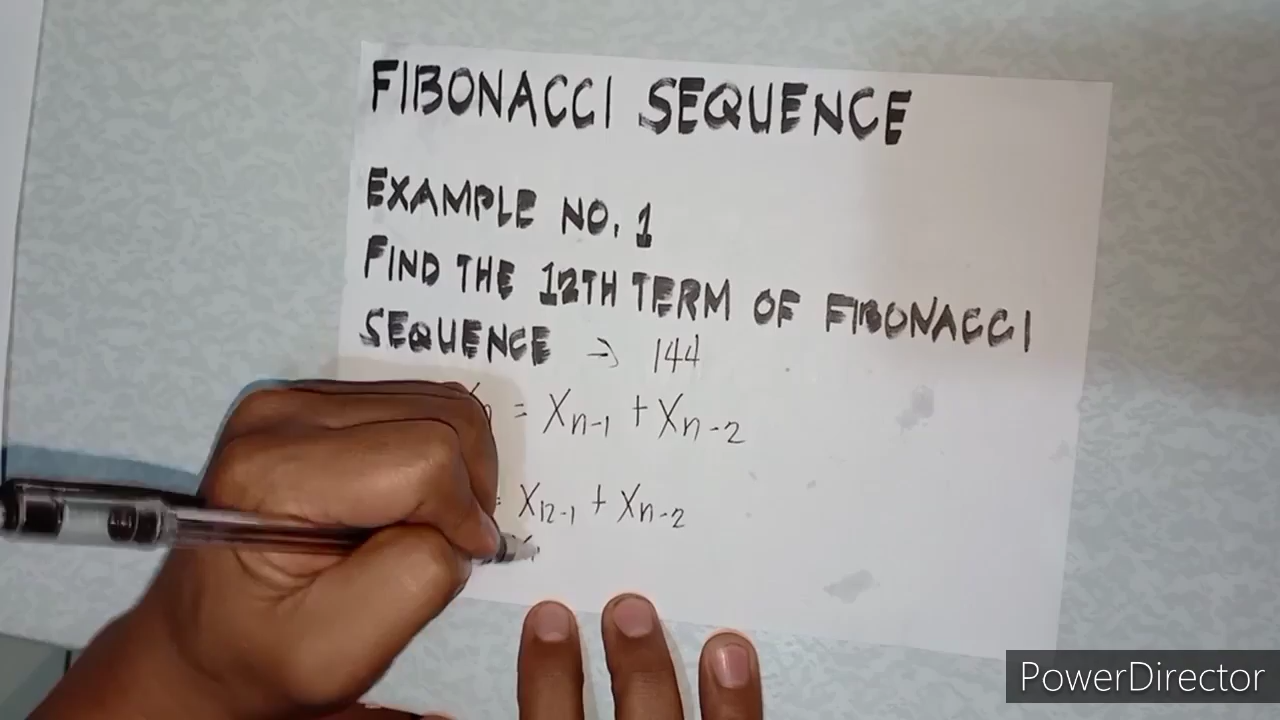 FIBONACCI SEQUENCE
EXAMPLE NO. 1
FIND THE 12TH TERM OF FIBONACCI
SEQUENCE → 144
Xn = Xn-1 + Xn-2
= X12-1 + Xn-2
PowerDirector